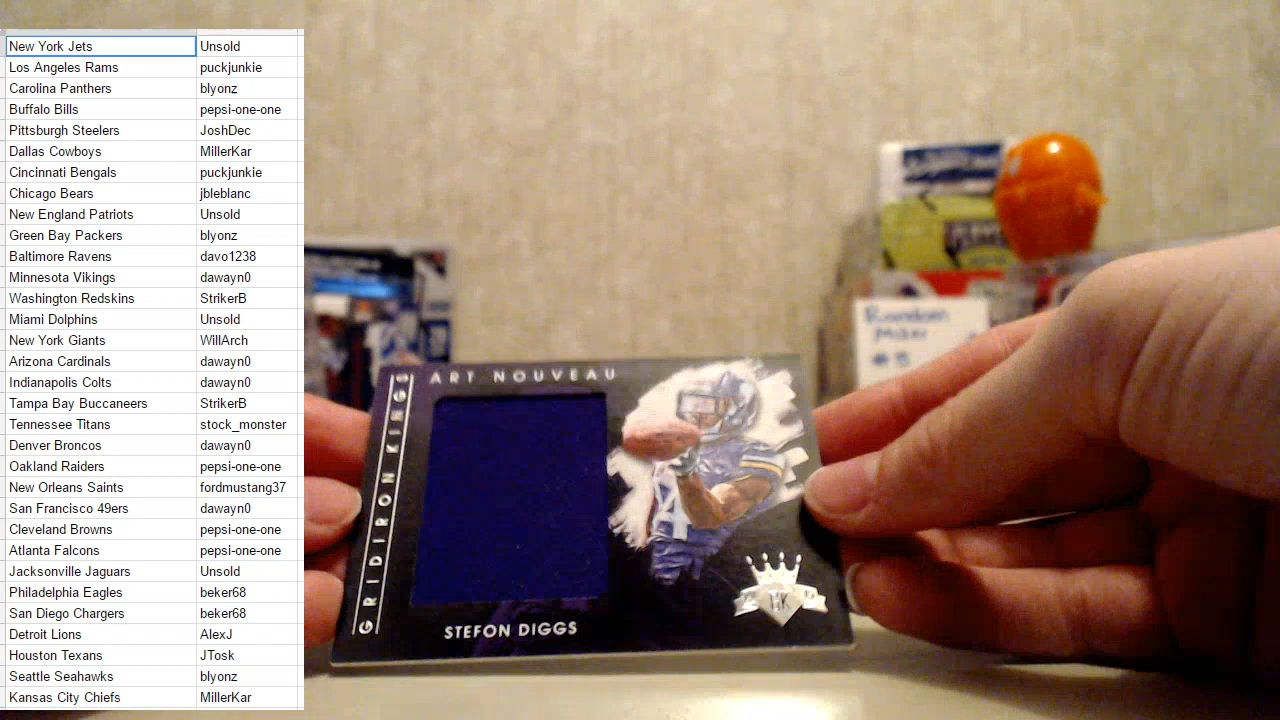 New York Jets Unsold
Los Angeles Rams puckjunkie
Carolina Panthers blyonz
Buffalo Bills pepsi-one-one
Pittsburgh Steelers JoshDec
Dallas Cowboys MillerKar
Cincinnati Bengals puckjunkie
Chicago Bears jbleblanc
New England Patriots Unsold
Green Bay Packers blyonz
Baltimore Ravens davo1238
Minnesota Vikings dawayn0
Washington Redskins StrikerB
Miami Dolphins Unsold
New York Giants WillArch
Arizona Cardinals dawayn0
Indianapolis Colts dawayn0
Tampa Bay Buccaneers StrikerB
Tennessee Titans stock_monster
Denver Broncos dawayn0
Oakland Raiders pepsi-one-one
New Orleans Saints fordmustang37
San Francisco 49ers dawayn0
Cleveland Browns pepsi-one-one
Atlanta Falcons pepsi-one-one
Jacksonville Jaguars Unsold
Philadelphia Eagles beker68
San Diego Chargers beker68
Detroit Lions AlexJ
Houston Texans JTosk
Seattle Seahawks blyonz
Kansas City Chiefs MillerKar
Random
Mixer
#5
ART NOUVEAU
GRIDIRON KINGS
STEFON DIGGS